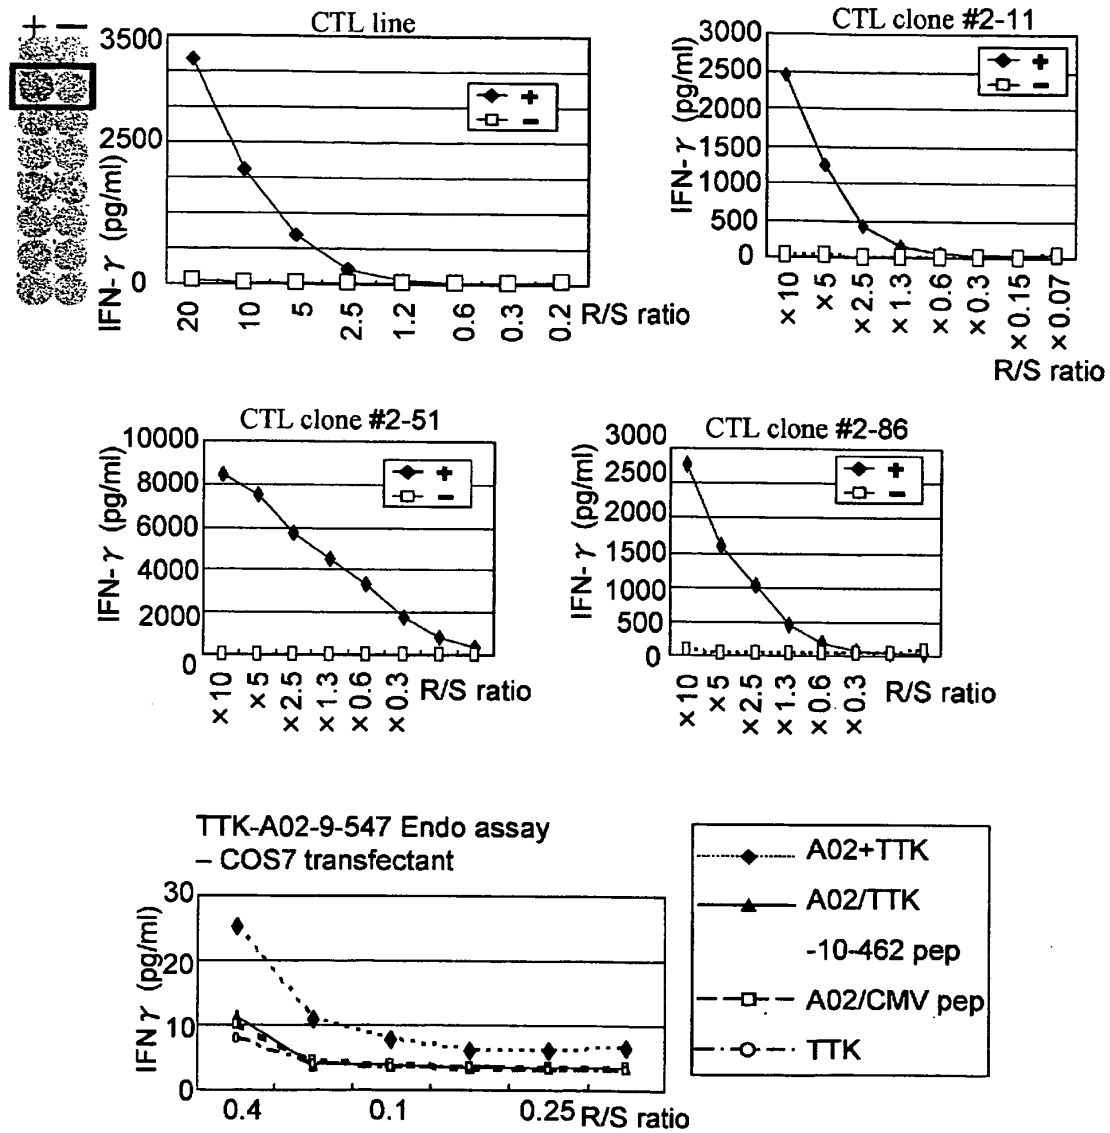 + −
CTL line
3500
2500
0
IFN-γ (pg/ml)
+
−
20 10 5 2.5 1.2 0.6 0.3 0.2 R/S ratio
CTL clone #2-11
3000
2500
2000
1500
1000
500
0
IFN-γ (pg/ml)
+
−
×10 ×5 ×2.5 ×1.3 ×0.6 ×0.3 ×0.15 ×0.07
R/S ratio
CTL clone #2-51
10000
8000
6000
4000
2000
0
IFN-γ (pg/ml)
+
−
×10 ×5 ×2.5 ×1.3 ×0.6 ×0.3 R/S ratio
CTL clone #2-86
3000
2500
2000
1500
1000
500
0
IFN-γ (pg/ml)
+
−
×10 ×5 ×2.5 ×1.3 ×0.6 ×0.3 R/S ratio
TTK-A02-9-547 Endo assay
– COS7 transfectant
30
20
10
0
IFNγ (pg/ml)
0.4 0.1 0.25 R/S ratio
A02+TTK
A02/TTK
-10-462 pep
A02/CMV pep
TTK